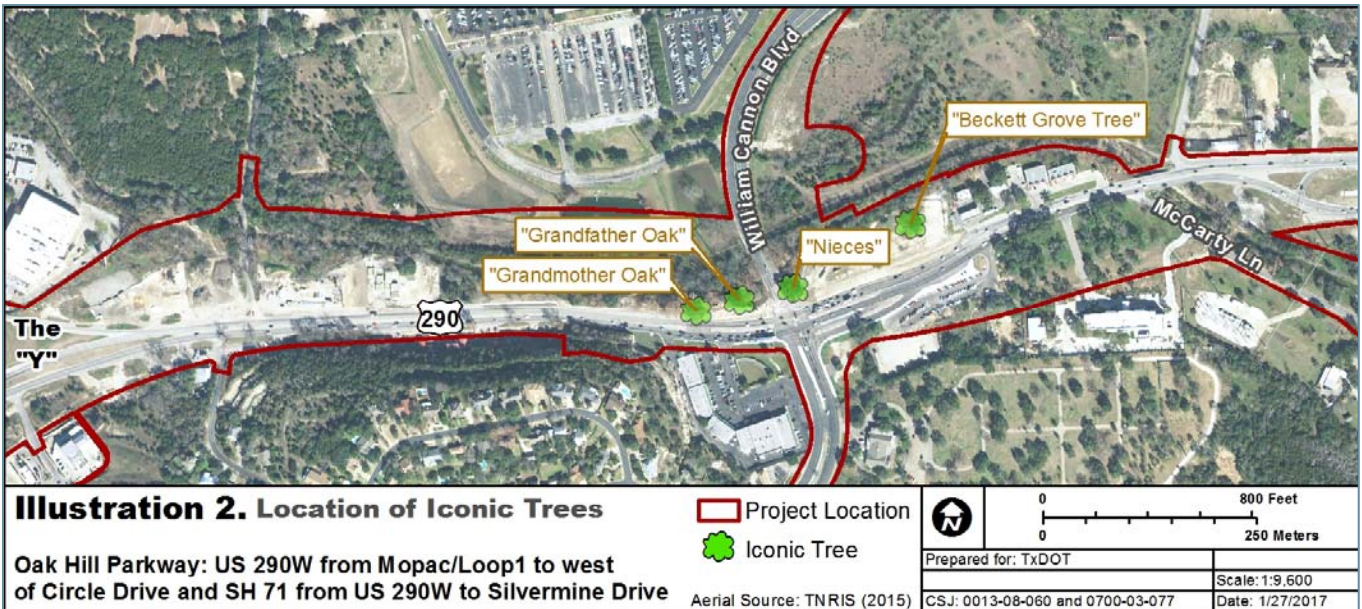 William Cannon Blvd
"Beckett Grove Tree"
"Grandfather Oak"
"Nieces"
"Grandmother Oak"
McCarty Ln
290
The
"Y"
Illustration 2. Location of Iconic Trees
Oak Hill Parkway: US 290W from Mopac/Loop1 to west
of Circle Drive and SH 71 from US 290W to Silvermine Drive
Project Location
Iconic Tree
Aerial Source: TNRIS (2015)
N
0 800 Feet
0 250 Meters
Prepared for: TxDOT
Scale: 1:9,600
CSJ: 0013-08-060 and 0700-03-077
Date: 1/27/2017